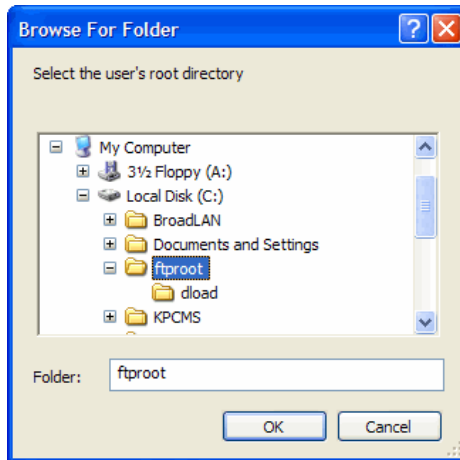 Browse For Folder
Select the user's root directory
My Computer
3½ Floppy (A:)
Local Disk (C:)
BroadLAN
Documents and Settings
ftproot
dload
KPCMS
Folder: ftproot
OK Cancel